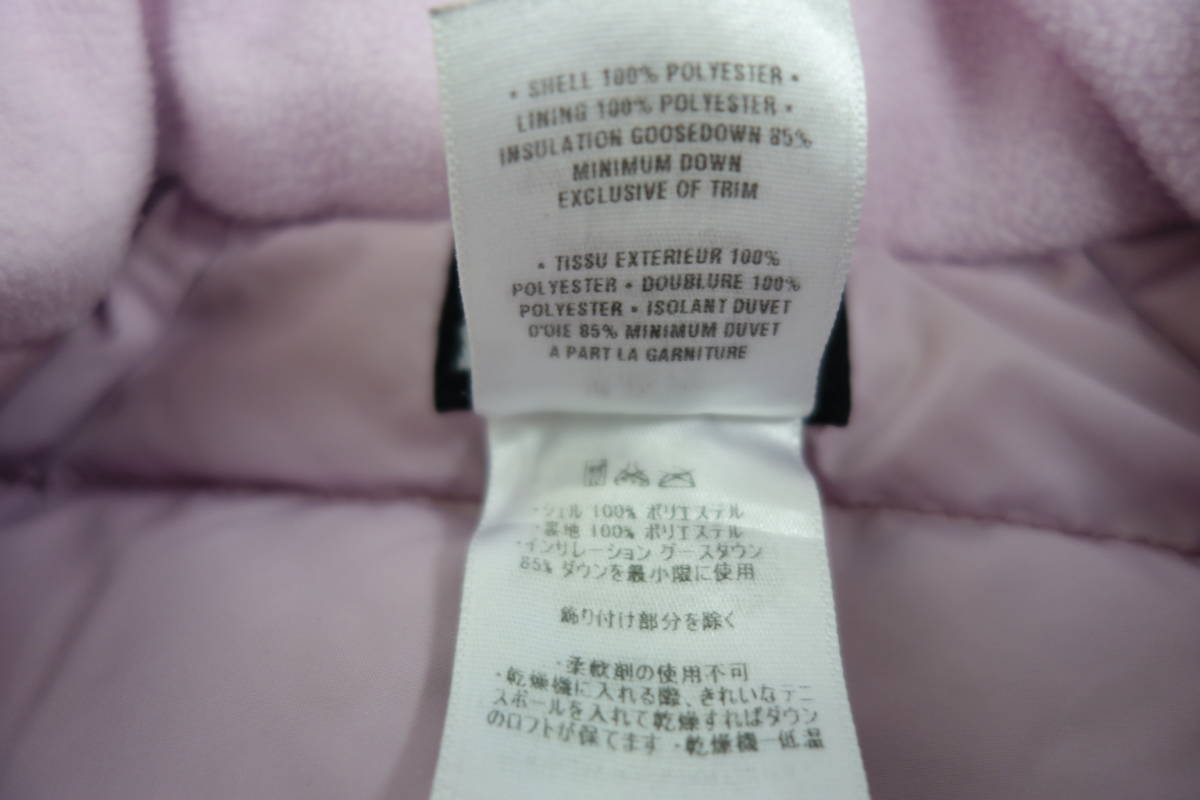 • SHELL 100% POLYESTER •
LINING 100% POLYESTER •
INSULATION GOOSEDOWN 85%
MINIMUM DOWN
EXCLUSIVE OF TRIM
• TISSU EXTERIEUR 100%
POLYESTER • DOUBLURE 100%
POLYESTER • ISOLANT DUVET
D'OIE 85% MINIMUM DUVET
A PART LA GARNITURE
・シェル 100% ポリエステル
・裏地 100% ポリエステル
・インサレーション グースダウン
85% ダウンを最小限に使用
飾り付け部分を除く
・柔軟剤の使用不可
・乾燥機に入れる際、きれいなテニ
スボールを入れて乾燥すればダウン
のロフトが保てます ・乾燥機ー低温